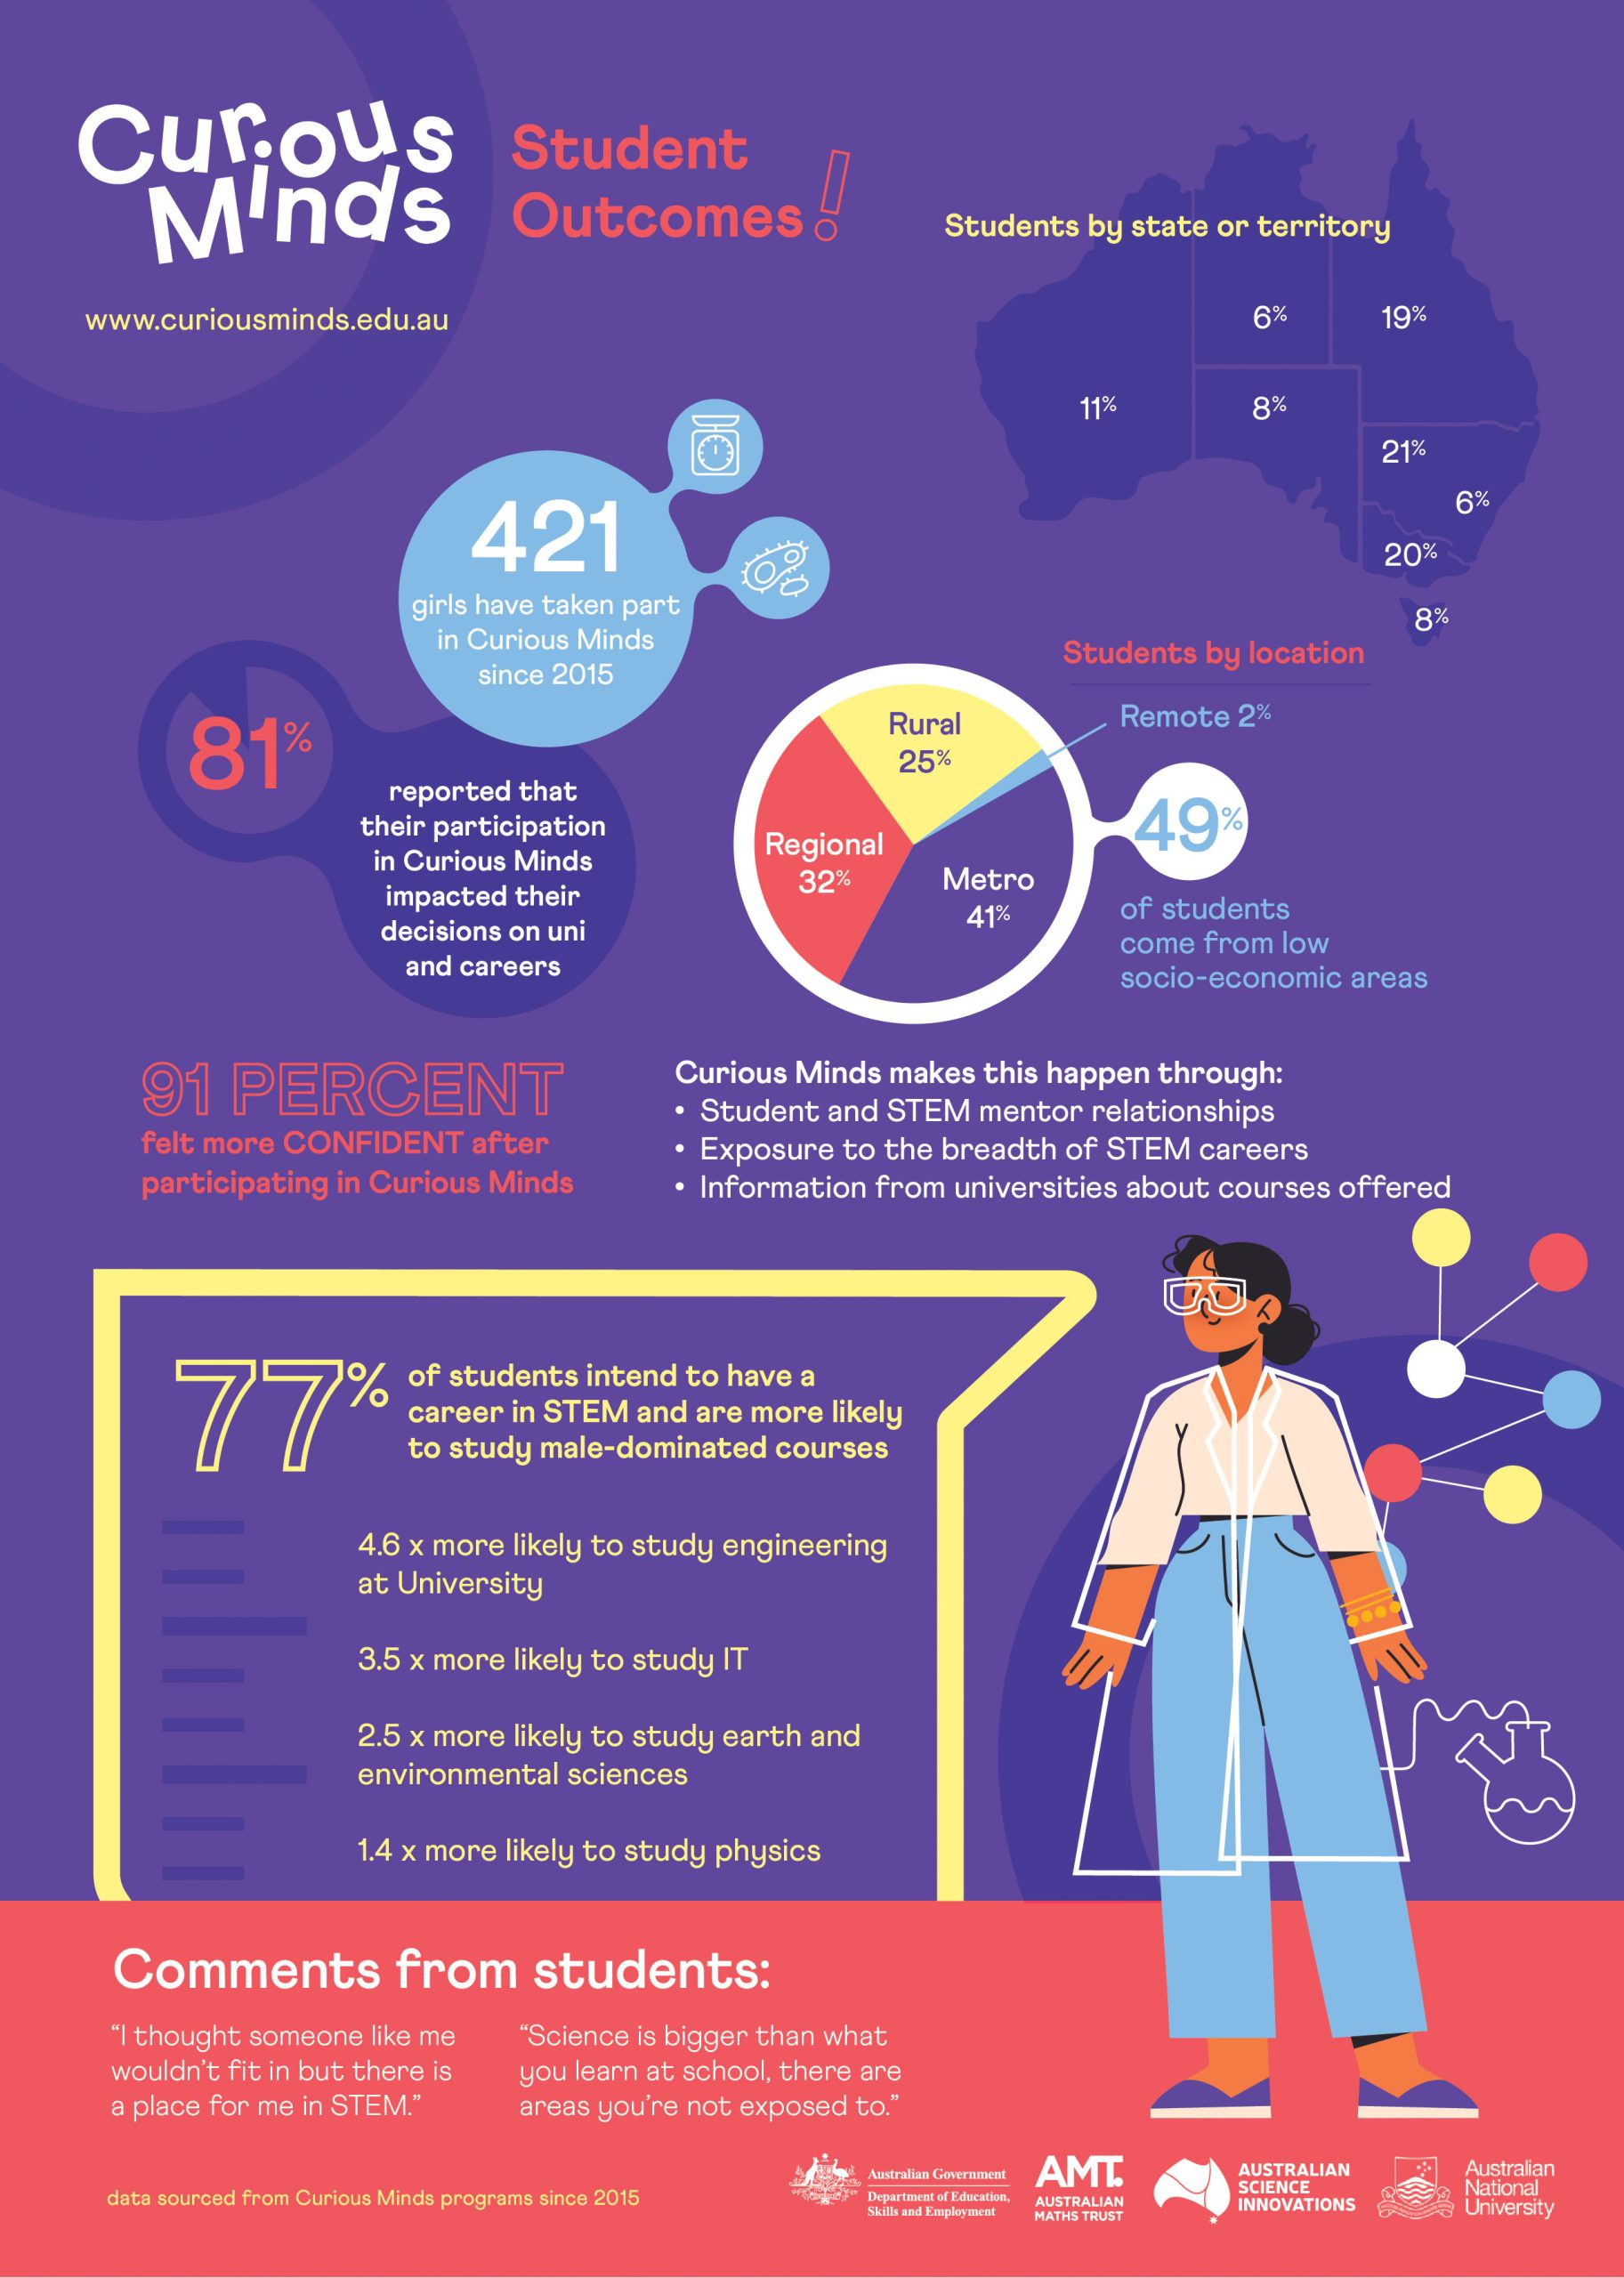 Curious
Minds
www.curiousminds.edu.au
Student
Outcomes!
Students by state or territory
6%
19%
11%
8%
21%
6%
20%
8%
421
girls have taken part
in Curious Minds
since 2015
81%
reported that
their participation
in Curious Minds
impacted their
decisions on uni
and careers
Students by location
Remote 2%
Rural
25%
Regional
32%
Metro
41%
49%
of students
come from low
socio-economic areas
91 PERCENT
felt more CONFIDENT after
participating in Curious Minds
Curious Minds makes this happen through:
• Student and STEM mentor relationships
• Exposure to the breadth of STEM careers
• Information from universities about courses offered
77%
of students intend to have a
career in STEM and are more likely
to study male-dominated courses
4.6 x more likely to study engineering
at University
3.5 x more likely to study IT
2.5 x more likely to study earth and
environmental sciences
1.4 x more likely to study physics
Comments from students:
“I thought someone like me
wouldn’t fit in but there is
a place for me in STEM.”
“Science is bigger than what
you learn at school, there are
areas you’re not exposed to.”
data sourced from Curious Minds programs since 2015
Australian Government
Department of Education,
Skills and Employment
AMT.
AUSTRALIAN
MATHS TRUST
AUSTRALIAN
SCIENCE
INNOVATIONS
Australian
National
University